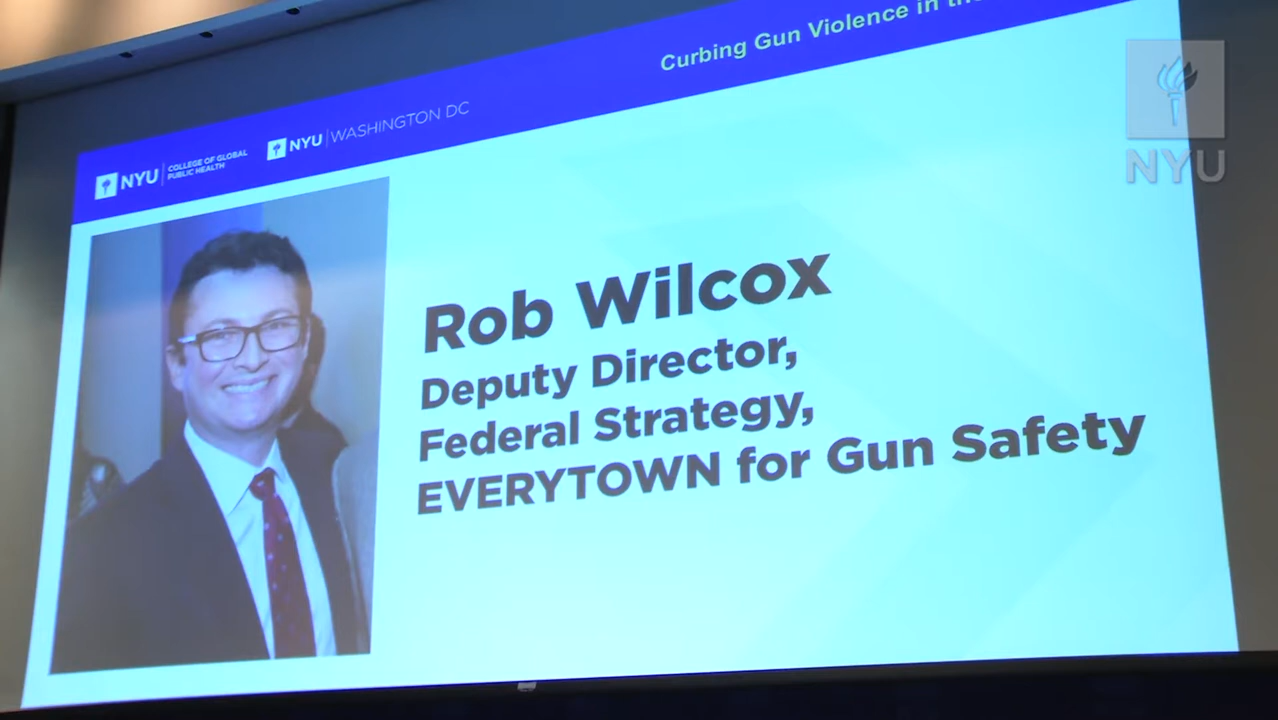 Curbing Gun Violence in the
NYU
NYU COLLEGE OF GLOBAL
PUBLIC HEALTH
NYU WASHINGTON DC
Rob Wilcox
Deputy Director,
Federal Strategy,
EVERYTOWN for Gun Safety